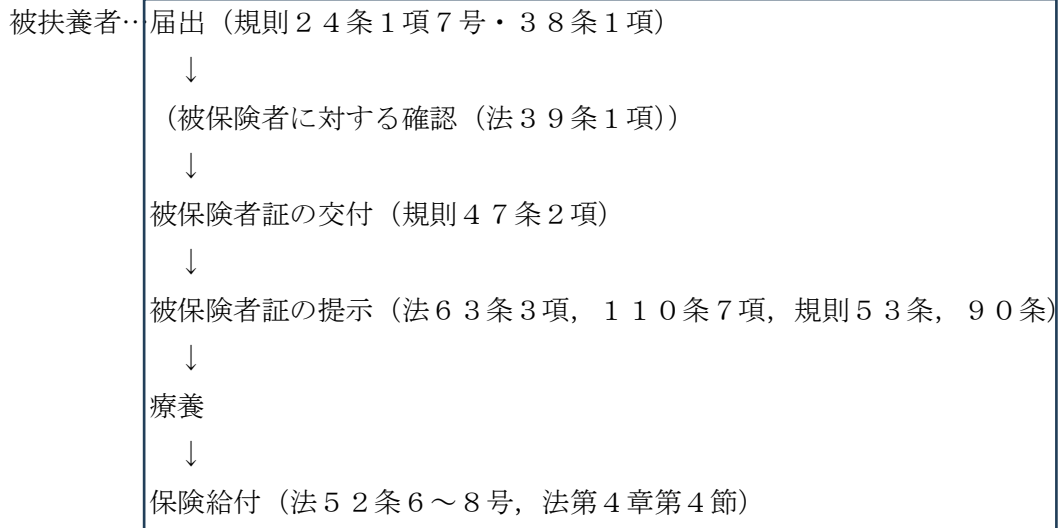 被扶養者…届出（規則２４条１項７号・３８条１項）
↓
（被保険者に対する確認（法３９条１項））
↓
被保険者証の交付（規則４７条２項）
↓
被保険者証の提示（法６３条３項，１１０条７項，規則５３条，９０条）
↓
療養
↓
保険給付（法５２条６～８号，法第４章第４節）